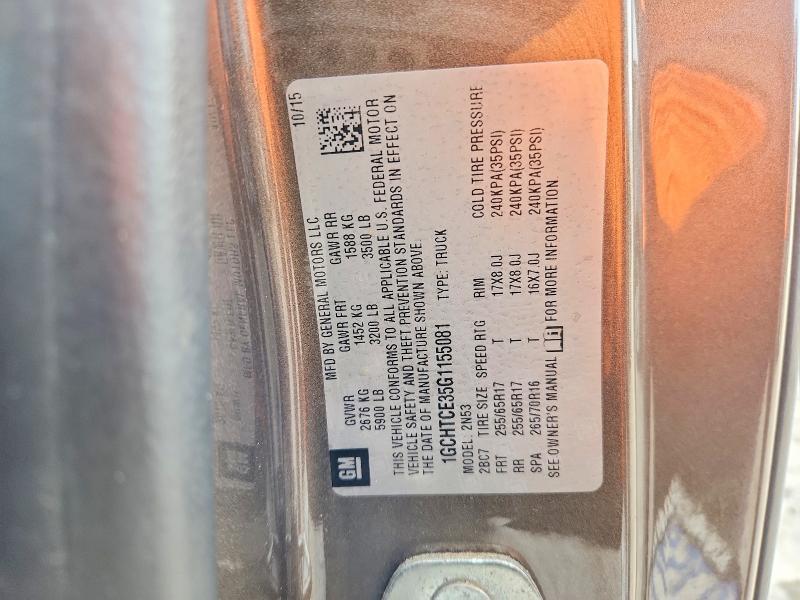 MFD BY GENERAL MOTORS LLC 10/15
GM
GVWR GAWR FRT GAWR RR
2676 KG 1452 KG 1588 KG
5900 LB 3200 LB 3500 LB
THIS VEHICLE CONFORMS TO ALL APPLICABLE U.S. FEDERAL MOTOR
VEHICLE SAFETY AND THEFT PREVENTION STANDARDS IN EFFECT ON
THE DATE OF MANUFACTURE SHOWN ABOVE.
1GCHTCE35G1155081 TYPE: TRUCK
MODEL: 2N53
2BC7 TIRE SIZE SPEED RTG RIM COLD TIRE PRESSURE
FRT 255/65R17 T 17X8.0J 240KPA(35PSI)
RR 255/65R17 T 17X8.0J 240KPA(35PSI)
SPA 265/70R16 T 16X7.0J 240KPA(35PSI)
SEE OWNER'S MANUAL FOR MORE INFORMATION